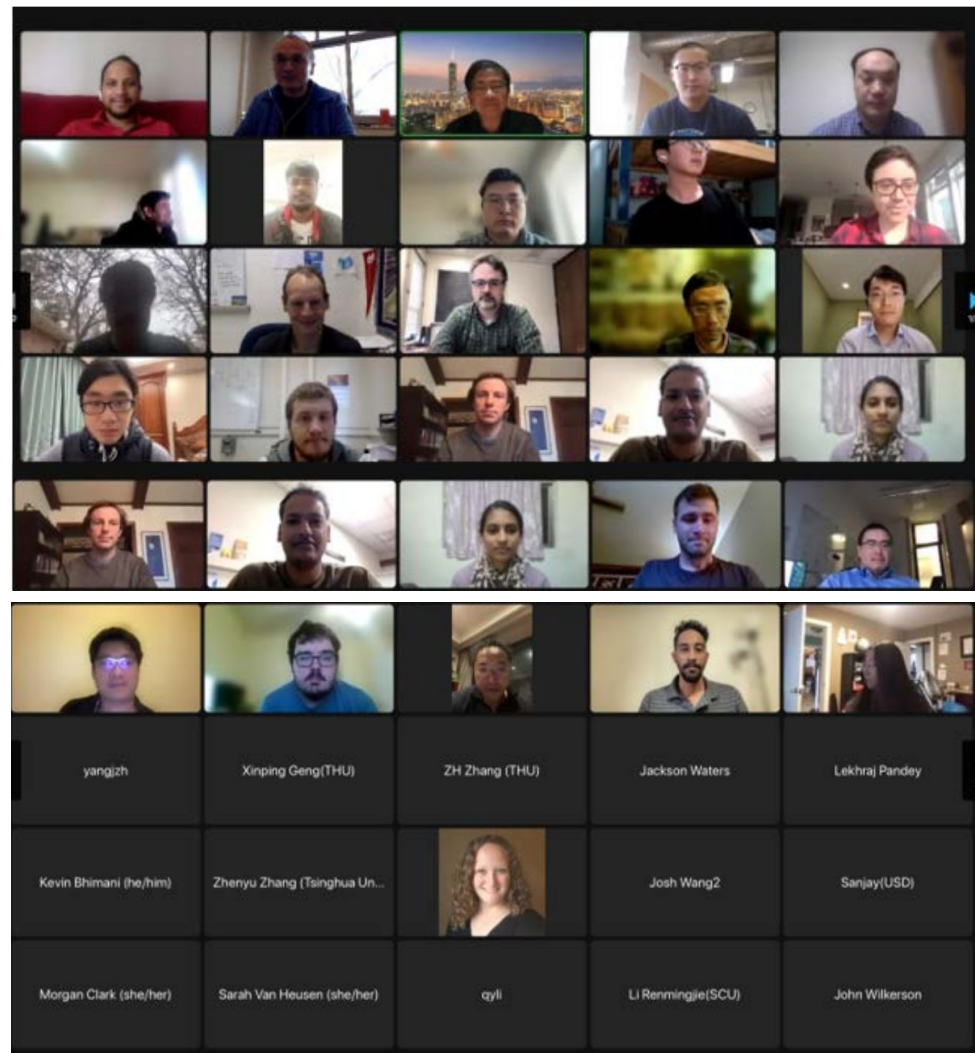 yangjzh
Xinping Geng(THU)
ZH Zhang (THU)
Jackson Waters
Lekhraj Pandey
Kevin Bhimani (he/him)
Zhenyu Zhang (Tsinghua Un...
Josh Wang2
Sanjay(USD)
Morgan Clark (she/her)
Sarah Van Heusen (she/her)
qyli
Li Renmingjie(SCU)
John Wilkerson